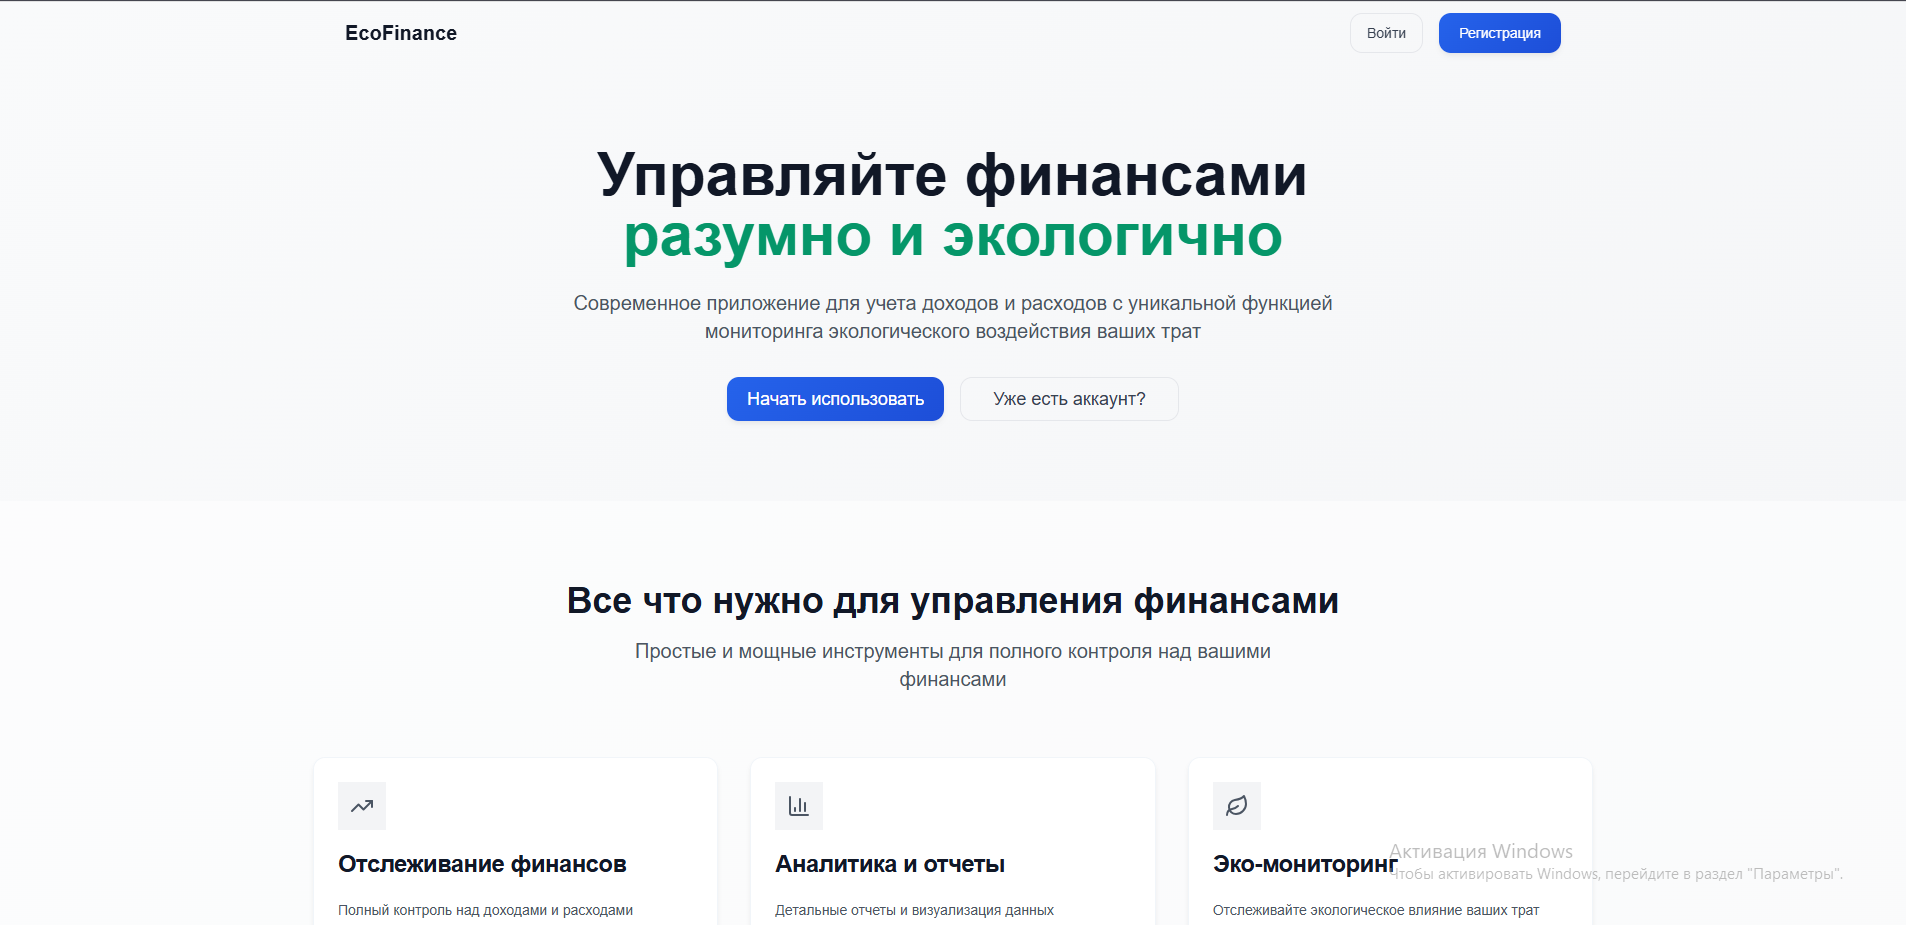 EcoFinance
Войти
Регистрация
Управляйте финансами
разумно и экологично
Современное приложение для учета доходов и расходов с уникальной функцией
мониторинга экологического воздействия ваших трат
Начать использовать
Уже есть аккаунт?
Все что нужно для управления финансами
Простые и мощные инструменты для полного контроля над вашими
финансами
Отслеживание финансов
Полный контроль над доходами и расходами
Аналитика и отчеты
Детальные отчеты и визуализация данных
Эко-мониторинг
Отслеживайте экологическое влияние ваших трат
Активация Windows
Чтобы активировать Windows, перейдите в раздел "Параметры".